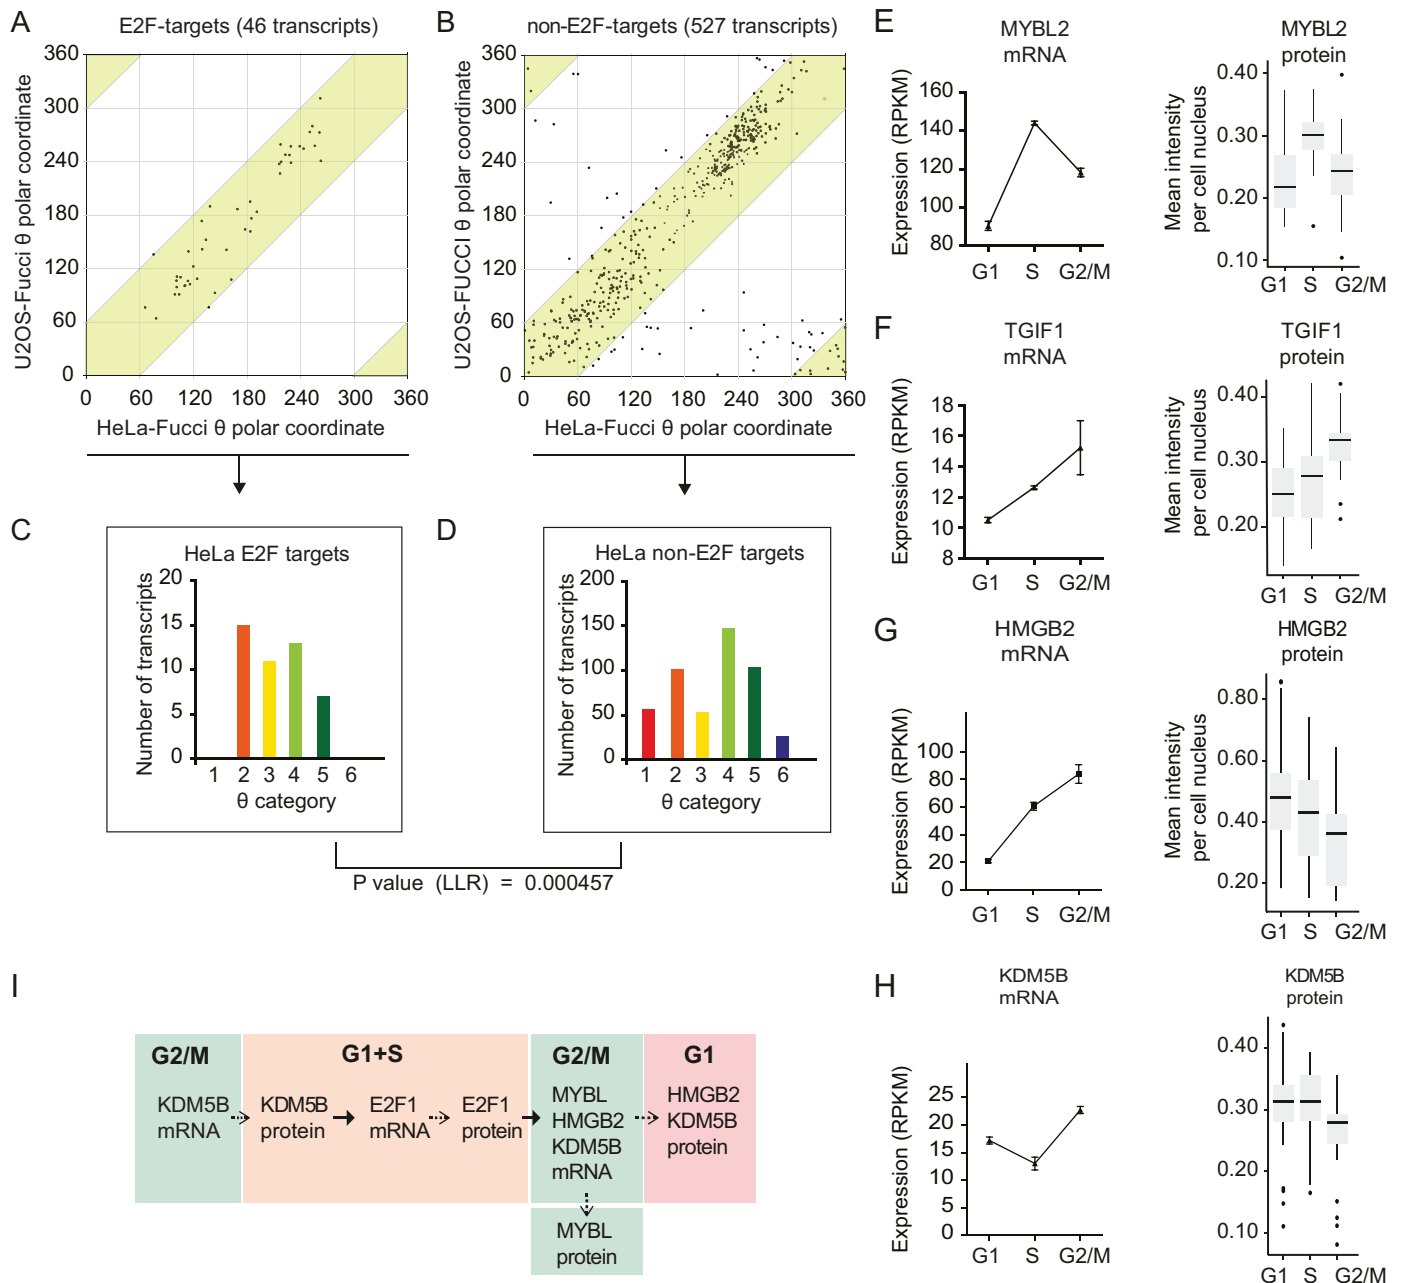 A
E2F-targets (46 transcripts)
U2OS-Fucci θ polar coordinate
360
300
240
180
120
60
0
0 60 120 180 240 300 360
HeLa-Fucci θ polar coordinate
B
non-E2F-targets (527 transcripts)
U2OS-FUCCI θ polar coordinate
360
300
240
180
120
60
0
0 60 120 180 240 300 360
HeLa-Fucci θ polar coordinate
C
HeLa E2F targets
Number of transcripts
20
15
10
5
0
1 2 3 4 5 6
θ category
D
HeLa non-E2F targets
Number of transcripts
200
150
100
50
0
1 2 3 4 5 6
θ category
P value (LLR) = 0.000457
E
MYBL2
mRNA
Expression (RPKM)
160
140
120
100
80
G1 S G2/M
MYBL2
protein
Mean intensity
per cell nucleus
0.40
0.30
0.20
0.10
G1 S G2/M
F
TGIF1
mRNA
Expression (RPKM)
18
16
14
12
10
8
G1 S G2/M
TGIF1
protein
Mean intensity
per cell nucleus
0.40
0.30
0.20
G1 S G2/M
G
HMGB2
mRNA
Expression (RPKM)
100
80
60
40
20
0
G1 S G2/M
HMGB2
protein
Mean intensity
per cell nucleus
0.80
0.60
0.40
0.20
G1 S G2/M
H
KDM5B
mRNA
Expression (RPKM)
25
20
15
10
5
0
G1 S G2/M
KDM5B
protein
0.40
0.30
0.20
0.10
G1 S G2/M
I
G2/M
KDM5B
mRNA
G1+S
KDM5B
protein
E2F1
mRNA
E2F1
protein
G2/M
MYBL
HMGB2
KDM5B
mRNA
MYBL
protein
G1
HMGB2
KDM5B
protein